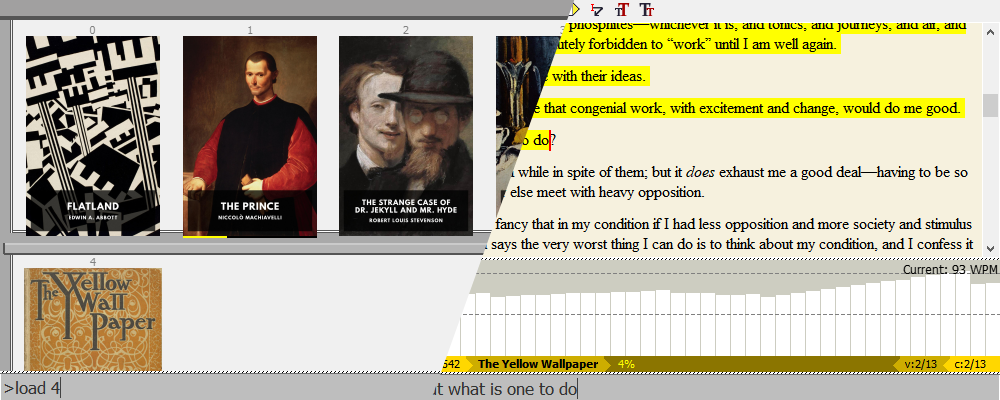 0
1
2
FLATLAND
EDWIN A. ABBOTT
THE PRINCE
NICCOLÒ MACHIAVELLI
THE STRANGE CASE OF
DR. JEKYLL AND MR. HYDE
ROBERT LOUIS STEVENSON
4
The Yellow
Wall
Paper
>load 4
phosphites—whichever it is, and tonics, and journeys, and air, and
forbidden to “work” until I am well again.
with their ideas.
that congenial work, with excitement and change, would do me good.
to do?
while in spite of them; but it does exhaust me a good deal—having to be so
else meet with heavy opposition.
fancy that in my condition if I had less opposition and more society and stimulus
says the very worst thing I can do is to think about my condition, and I confess it
Current: 93 WPM
542 The Yellow Wallpaper 4% v:2/13 c:2/13
what is one to do